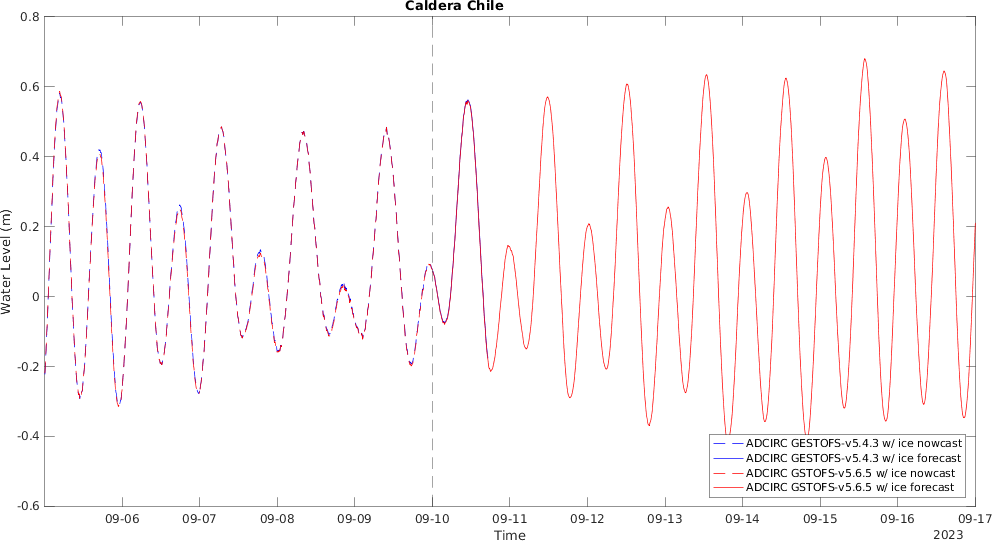 Caldera Chile
0.8
0.6
0.4
0.2
0
-0.2
-0.4
-0.6
Water Level (m)
ADCIRC GESTOFS-v5.4.3 w/ ice nowcast
ADCIRC GESTOFS-v5.4.3 w/ ice forecast
ADCIRC GSTOFS-v5.6.5 w/ ice nowcast
ADCIRC GSTOFS-v5.6.5 w/ ice forecast
09-06 09-07 09-08 09-09 09-10 09-11 09-12 09-13 09-14 09-15 09-16 09-17
Time
2023